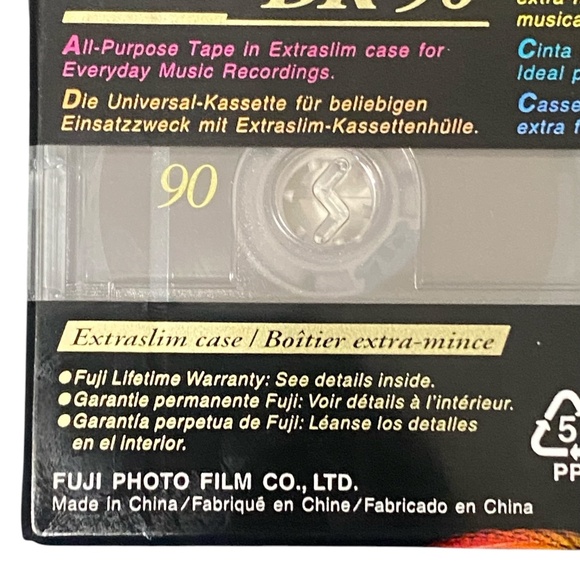 DR 90
All-Purpose Tape in Extraslim case for
Everyday Music Recordings.
Die Universal-Kassette für beliebigen
Einsatzzweck mit Extraslim-Kassettenhülle.
musica
Cinta
Ideal p
Casse
extra f
90
Extraslim case / Boîtier extra-mince
●Fuji Lifetime Warranty: See details inside.
●Garantie permanente Fuji: Voir détails à l'intérieur.
●Garantía perpetua de Fuji: Léanse los detalles
en el interior.
5
PP
FUJI PHOTO FILM CO., LTD.
Made in China/Fabriqué en Chine/Fabricado en China